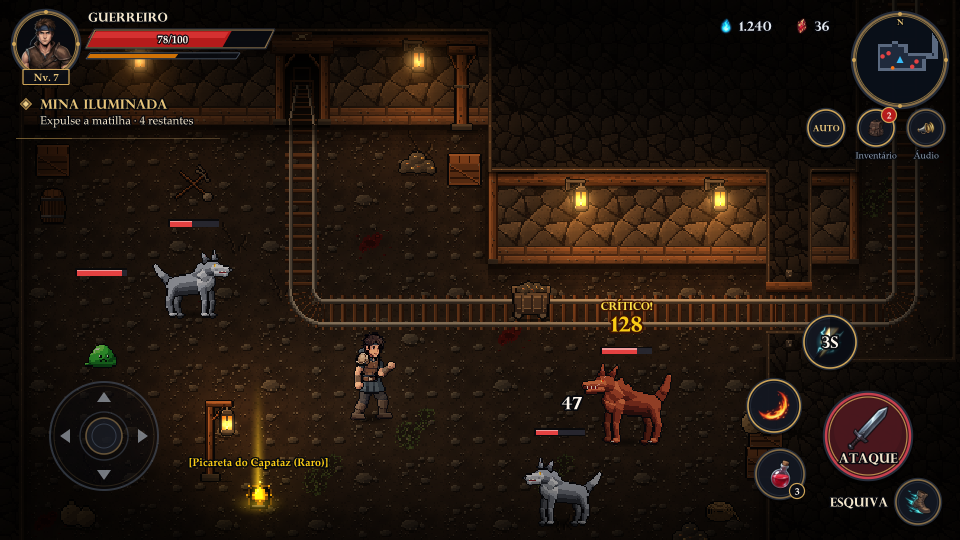 GUERREIRO
78/100
Nv. 7
MINA ILUMINADA
Expulse a matilha · 4 restantes
1.240
36
N
AUTO
2
Inventário
Áudio
CRÍTICO!
128
3S
47
[Picareta do Capataz (Raro)]
ATAQUE
3
ESQUIVA